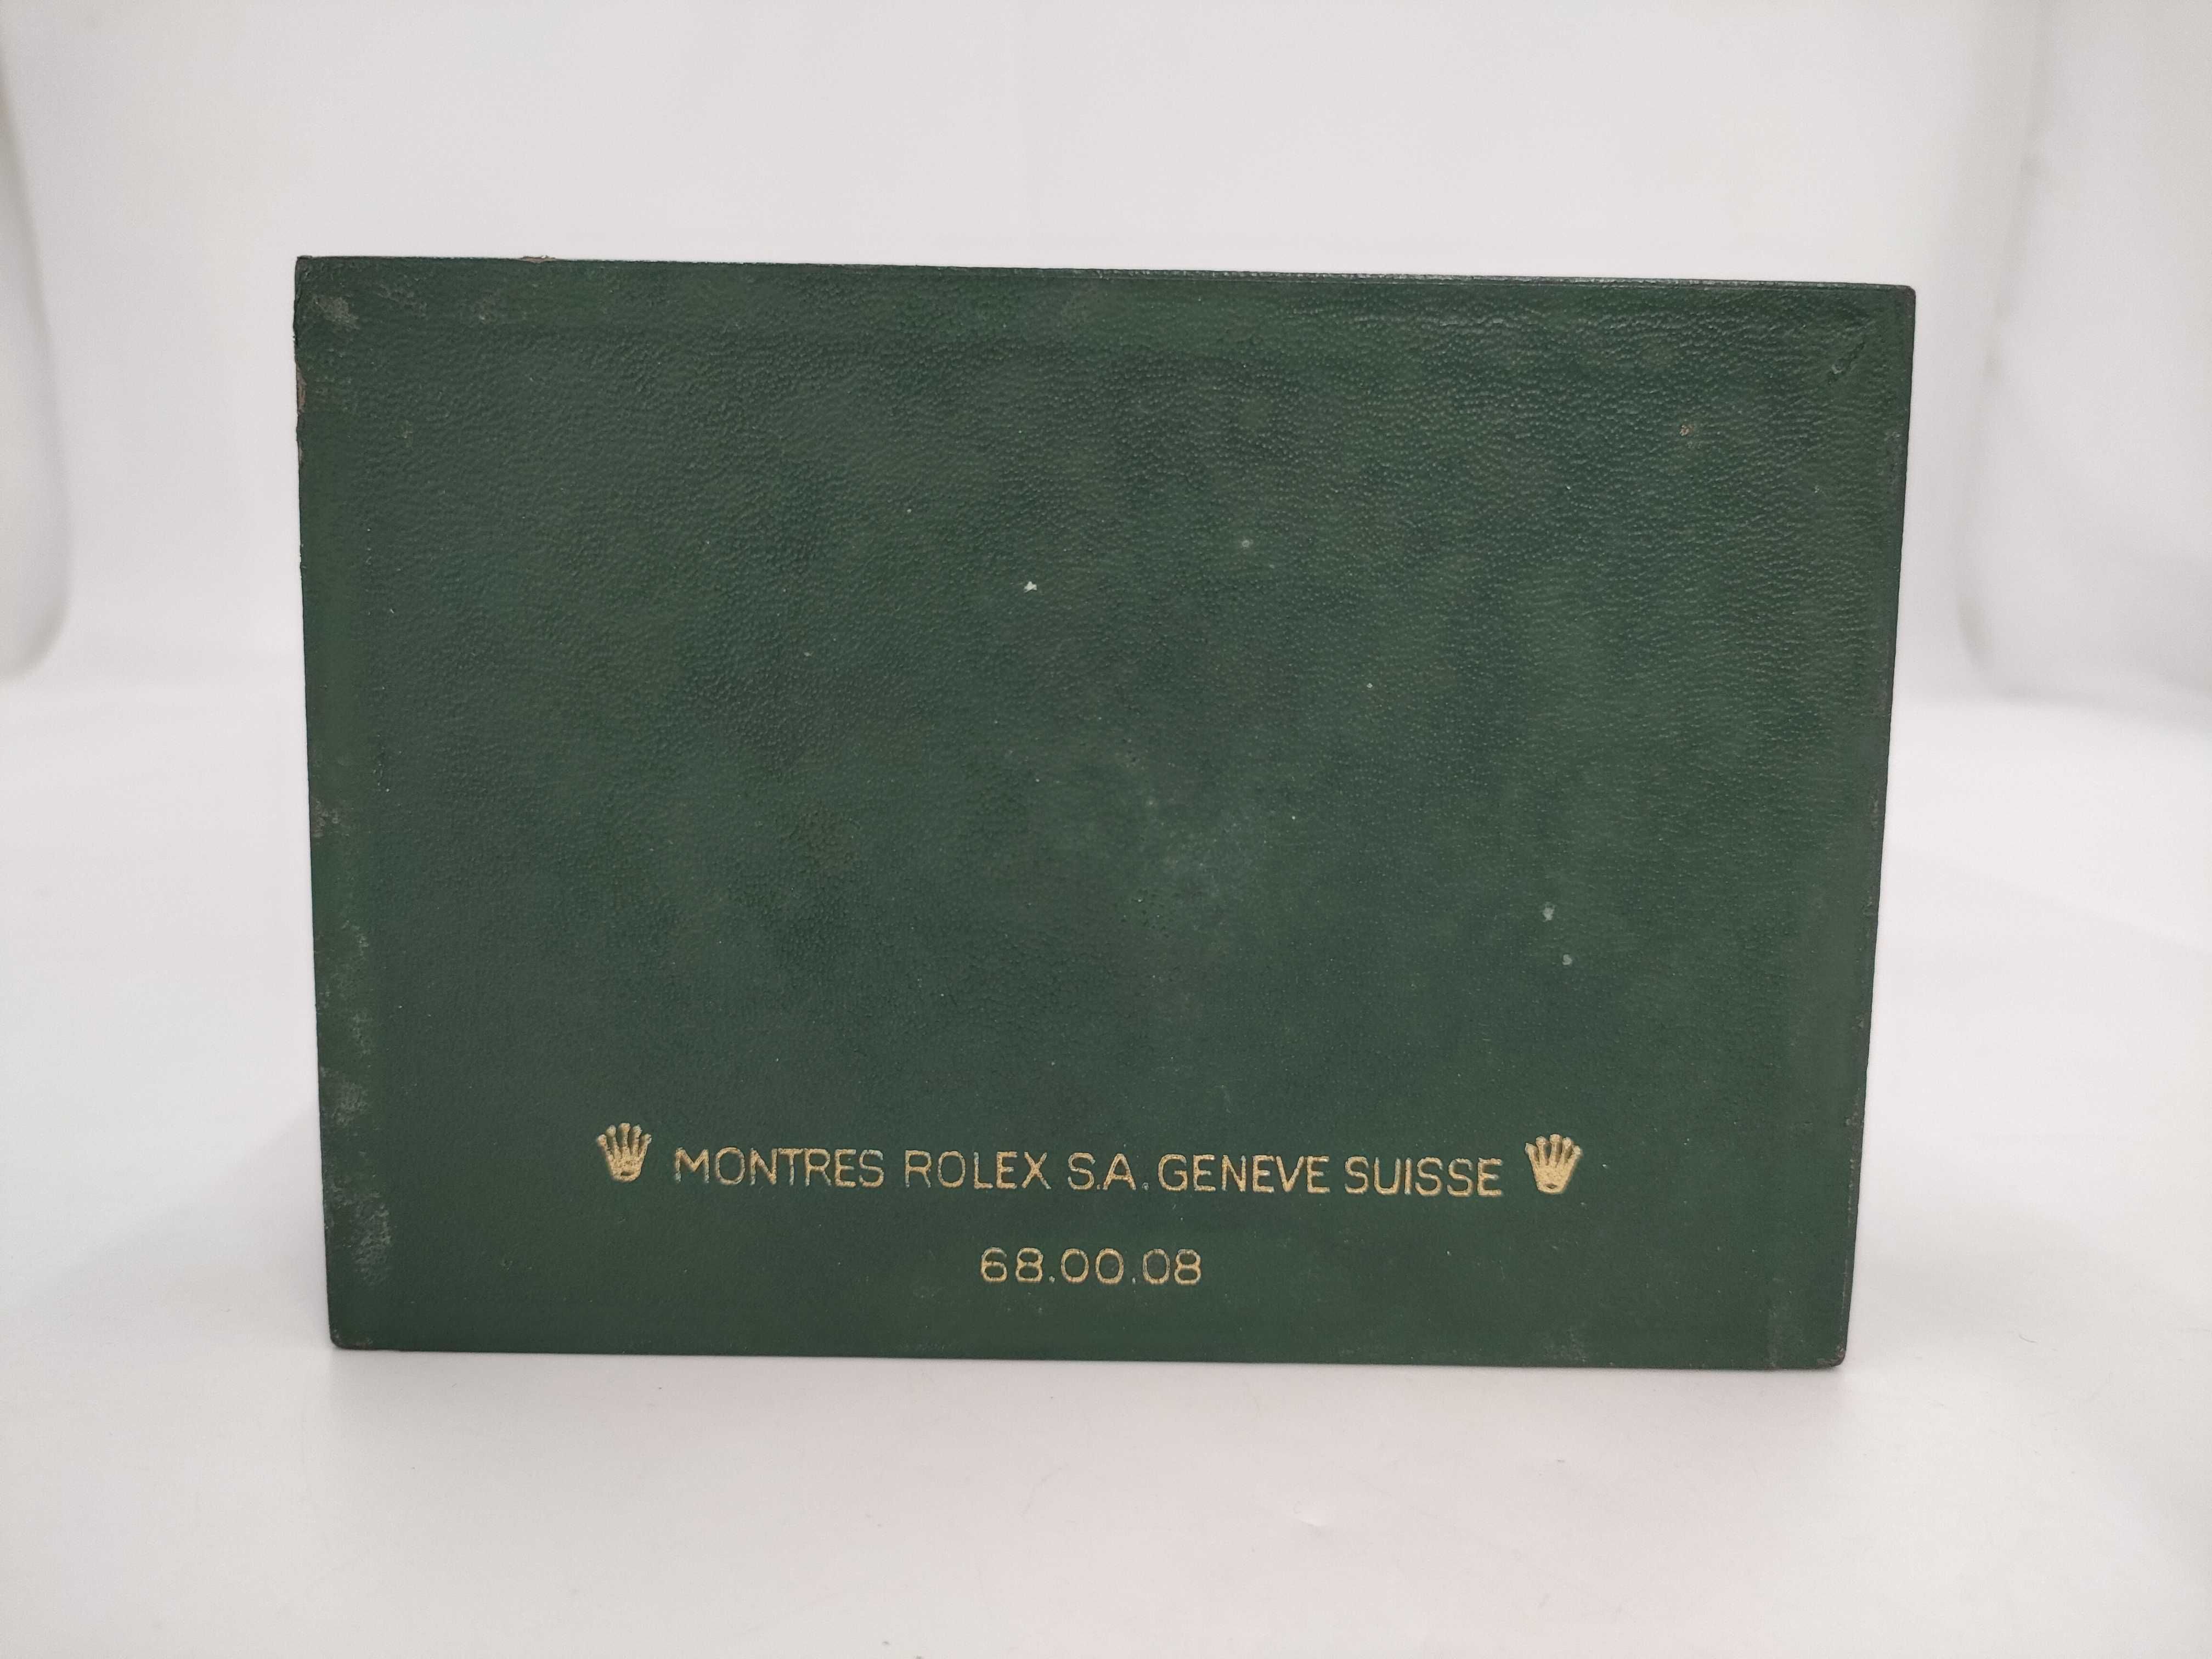 MONTRES ROLEX S.A. GENEVE SUISSE
68.00.08